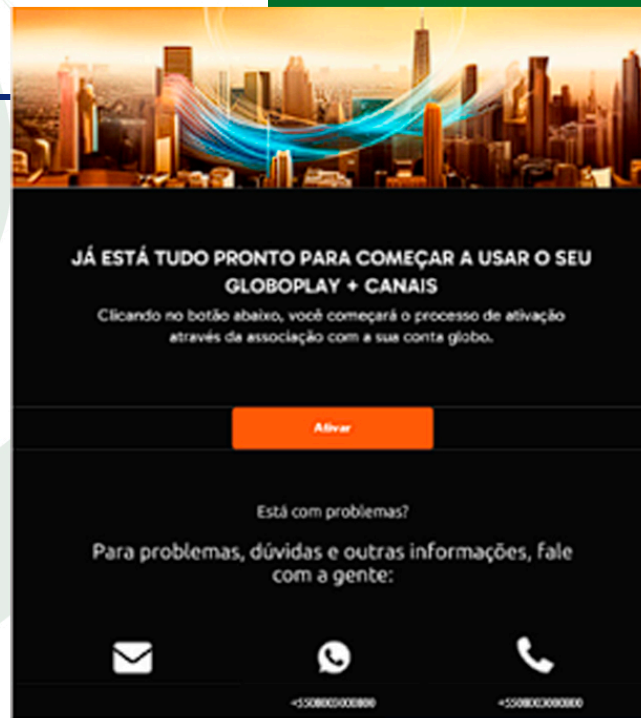 JÁ ESTÁ TUDO PRONTO PARA COMEÇAR A USAR O SEU
GLOBOPLAY + CANAIS
Clicando no botão abaixo, você começará o processo de ativação
através da associação com a sua conta globo.
Ativar
Está com problemas?
Para problemas, dúvidas e outras informações, fale
com a gente: